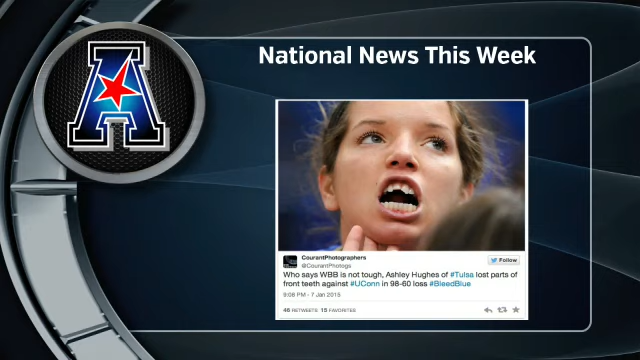 A
National News This Week
CourantPhotographers
@CourantPhotogs
Follow
Who says WBB is not tough, Ashley Hughes of #Tulsa lost parts of
front teeth against #UConn in 98-60 loss #BleedBlue
9:08 PM - 7 Jan 2015
46 RETWEETS 15 FAVORITES